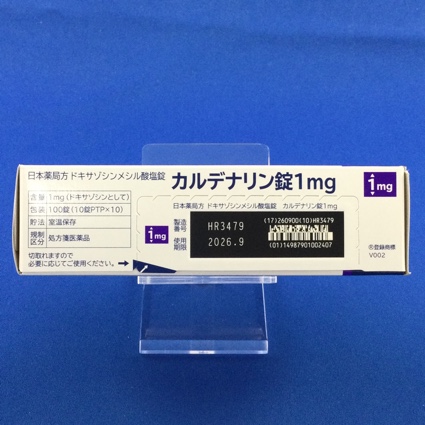 日本薬局方 ドキサゾシンメシル酸塩錠 カルデナリン錠1mg
含量 1mg(ドキサゾシンとして)
包装 100錠(10錠PTP×10)
貯法 室温保存
規制区分 処方箋医薬品
切取れますので
必要に応じてご使用ください。
日本薬局方 ドキサゾシンメシル酸塩錠 カルデナリン錠1mg
1mg
製造番号 HR3479
使用期限 2026.9
(17)260900(10)HR3479
(01)14987901002407
1mg
®登録商標
V002